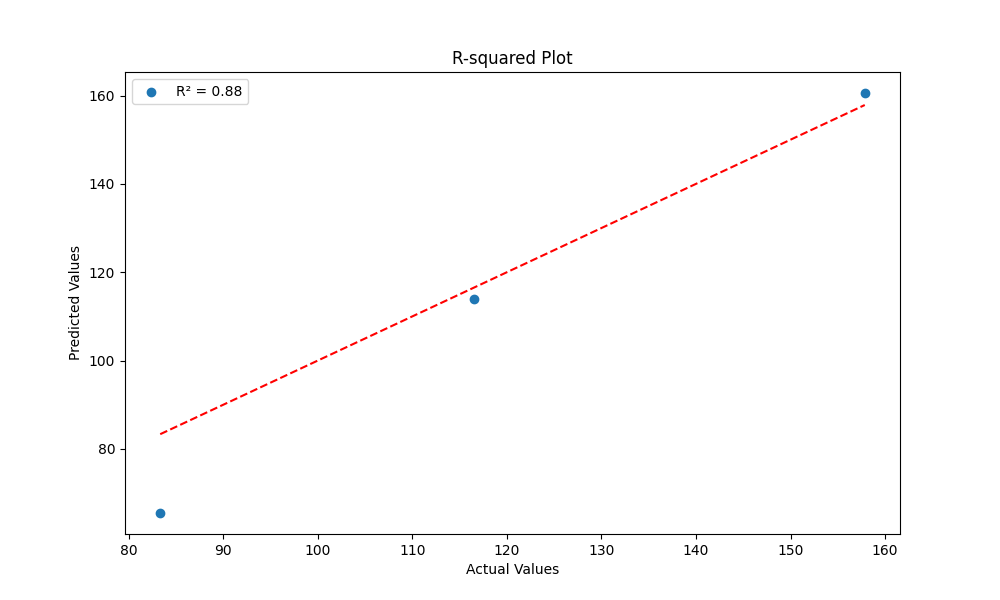 R-squared Plot
R² = 0.88
160
140
120
100
80
Predicted Values
80 90 100 110 120 130 140 150 160
Actual Values